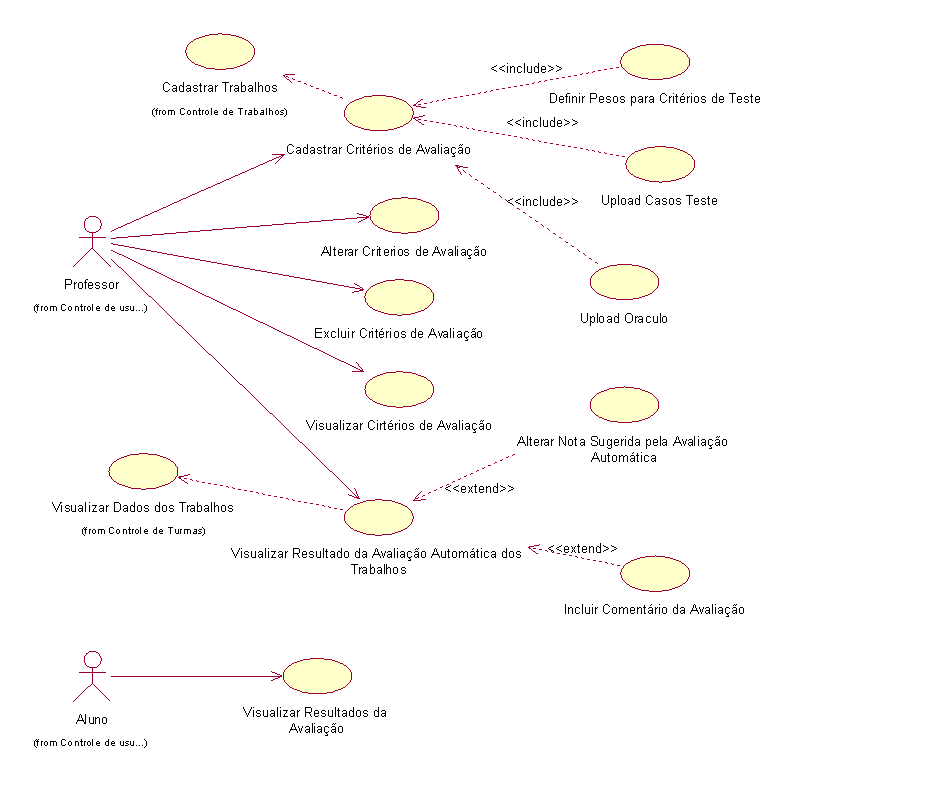 Cadastrar Trabalhos
(from Controle de Trabalhos)
<<include>>
Definir Pesos para Critérios de Teste
<<include>>
Cadastrar Critérios de Avaliação
Upload Casos Teste
<<include>>
Alterar Criterios de Avaliação
Professor
(from Controle de usu...)
Upload Oraculo
Excluir Critérios de Avaliação
Visualizar Cirtérios de Avaliação
Alterar Nota Sugerida pela Avaliação
Automática
<<extend>>
Visualizar Dados dos Trabalhos
(from Controle de Turmas)
Visualizar Resultado da Avaliação Automática dos
Trabalhos
<<extend>>
Incluir Comentário da Avaliação
Aluno
(from Controle de usu...)
Visualizar Resultados da
Avaliação